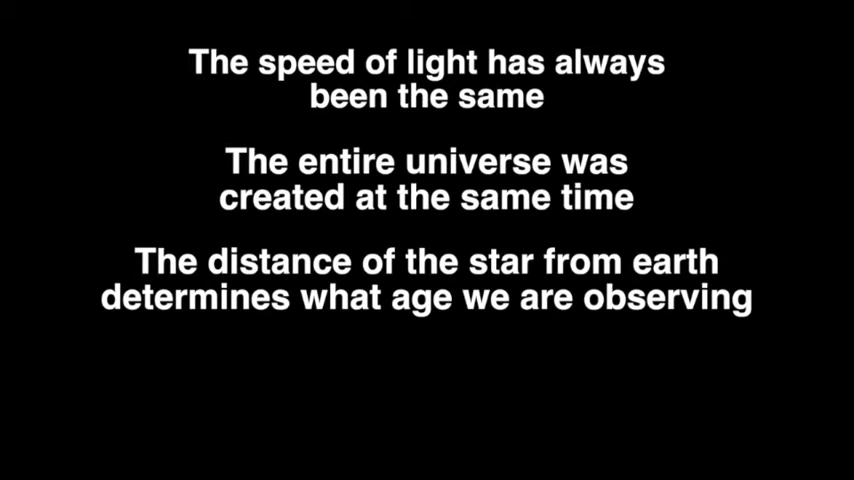 The speed of light has always
been the same
The entire universe was
created at the same time
The distance of the star from earth
determines what age we are observing